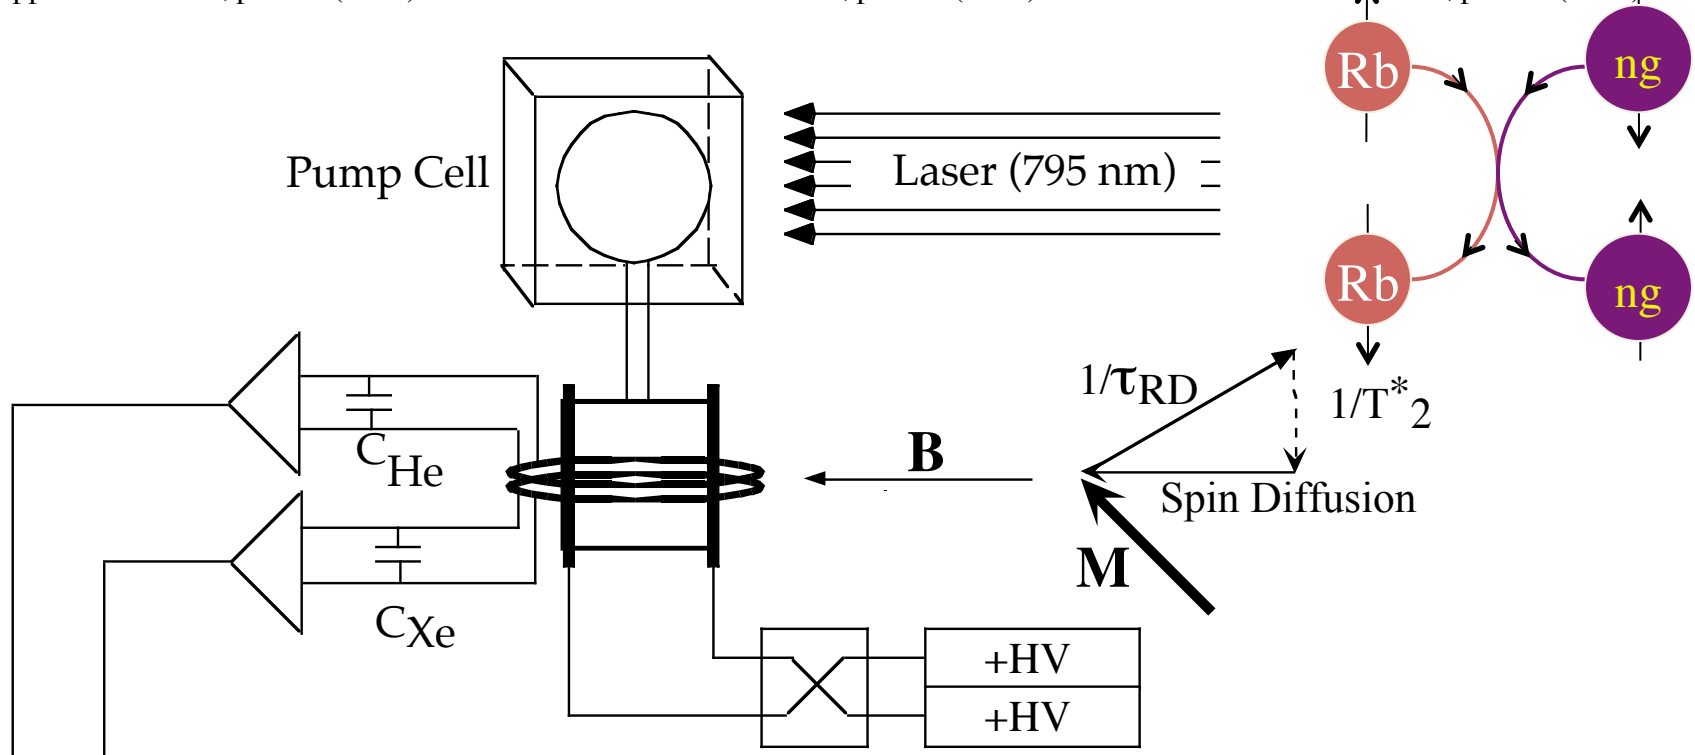 Rb
ng
Pump Cell
Laser (795 nm)
Rb
ng
1/τRD
1/T*2
CHe
B
Spin Diffusion
M
CXe
+HV
+HV